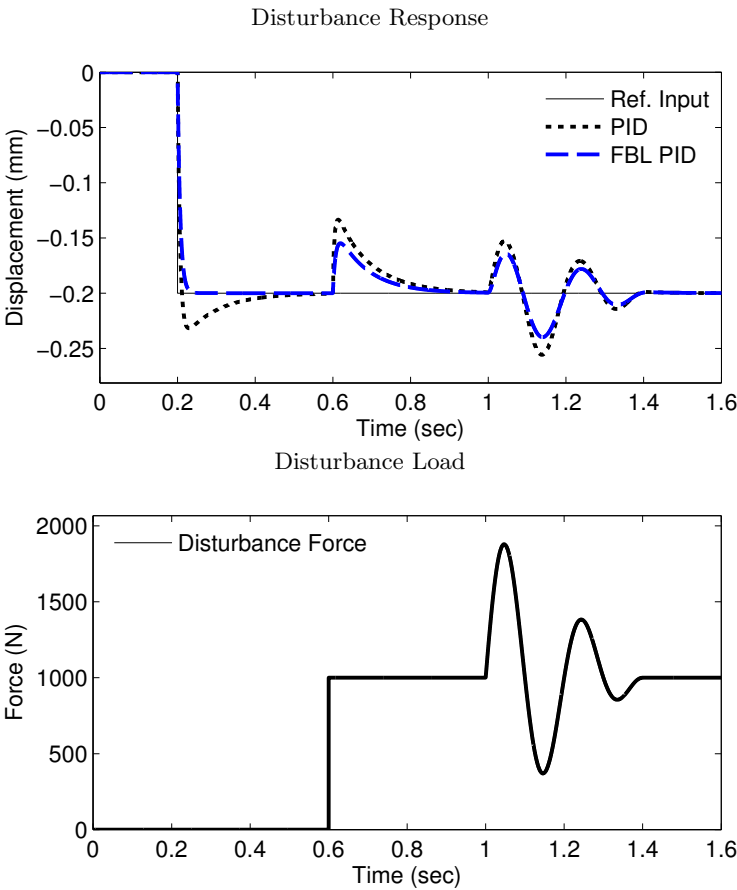 Disturbance Response
0
−0.05
−0.1
−0.15
−0.2
−0.25
Displacement (mm)
Ref. Input
PID
FBL PID
0 0.2 0.4 0.6 0.8 1 1.2 1.4 1.6
Time (sec)
Disturbance Load
2000
1500
1000
500
0
Force (N)
Disturbance Force
0 0.2 0.4 0.6 0.8 1 1.2 1.4 1.6
Time (sec)